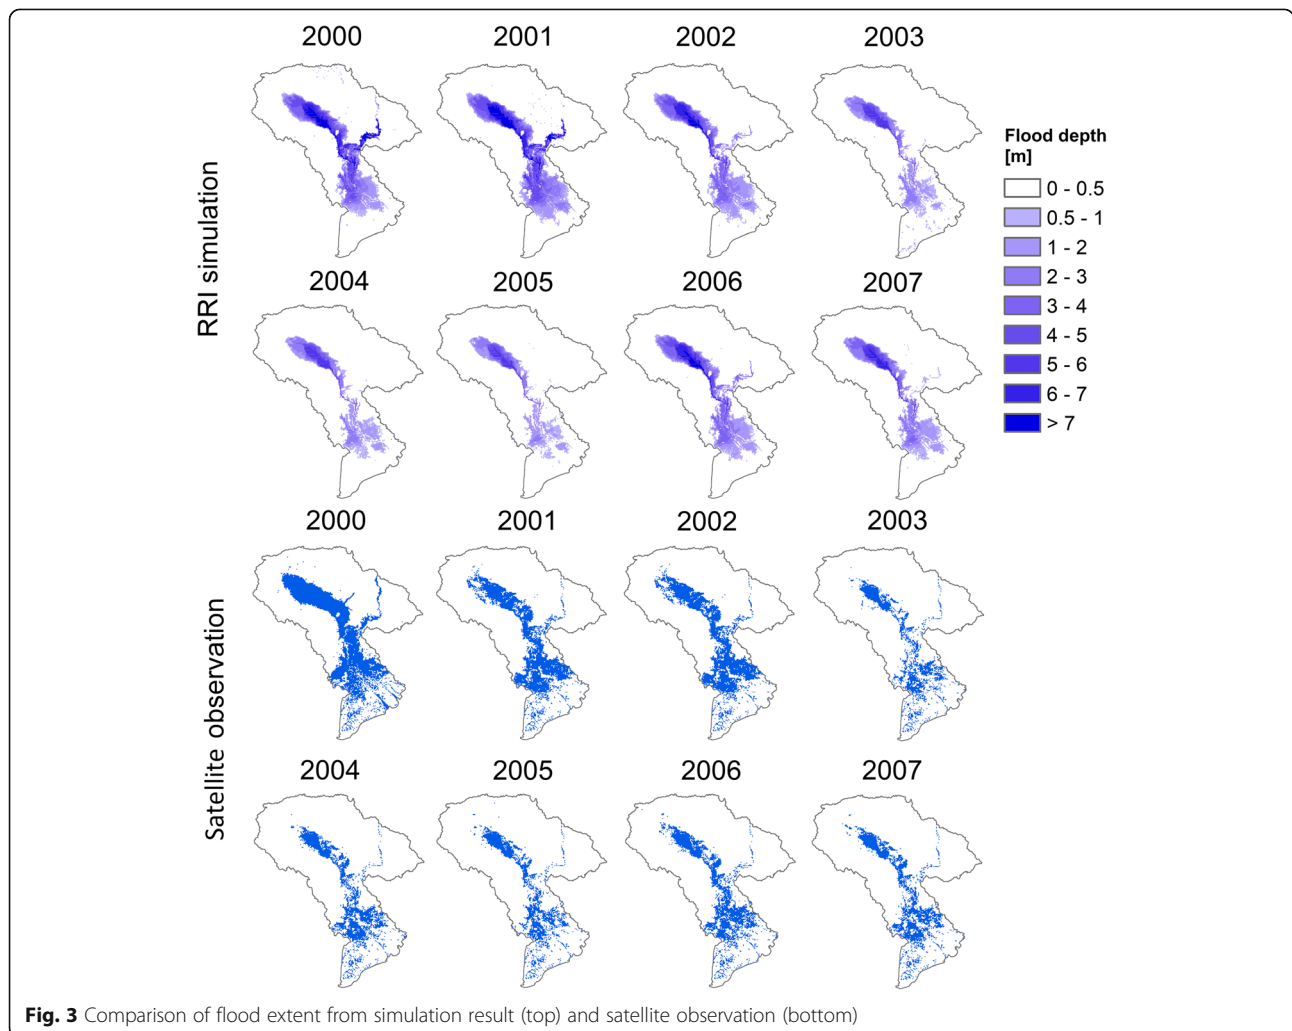 2000 2001 2002 2003
RRI simulation
2004 2005 2006 2007
Flood depth
[m]
0 - 0.5
0.5 - 1
1 - 2
2 - 3
3 - 4
4 - 5
5 - 6
6 - 7
> 7
2000 2001 2002 2003
Satellite observation
2004 2005 2006 2007
Fig. 3 Comparison of flood extent from simulation result (top) and satellite observation (bottom)